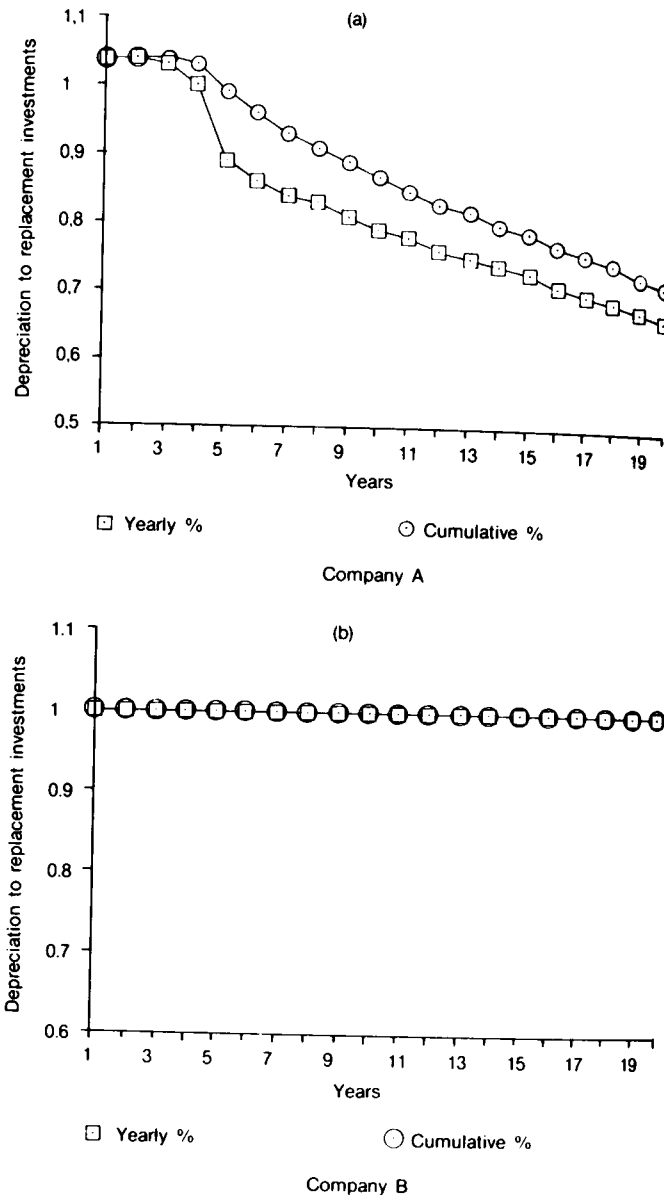 (a)
1,1
1
0,9
0.8
0.7
0.6
0.5
Depreciation to replacement investments
1 3 5 7 9 11 13 15 17 19
Years
Yearly % Cumulative %
Company A
(b)
1.1
1
0.9
0.8
0.7
0.6
Depreciation to replacement investments
1 3 5 7 9 11 13 15 17 19
Years
Yearly % Cumulative %
Company B